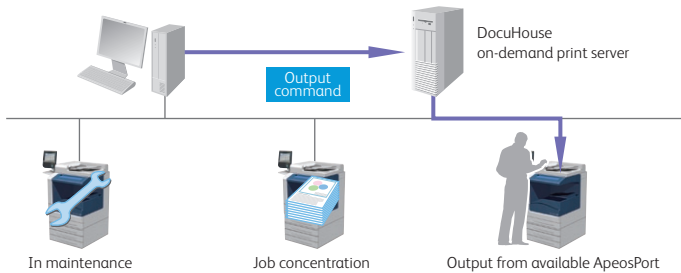 DocuHouse
on-demand print server
Output
command
In maintenance
Job concentration
Output from available ApeosPort